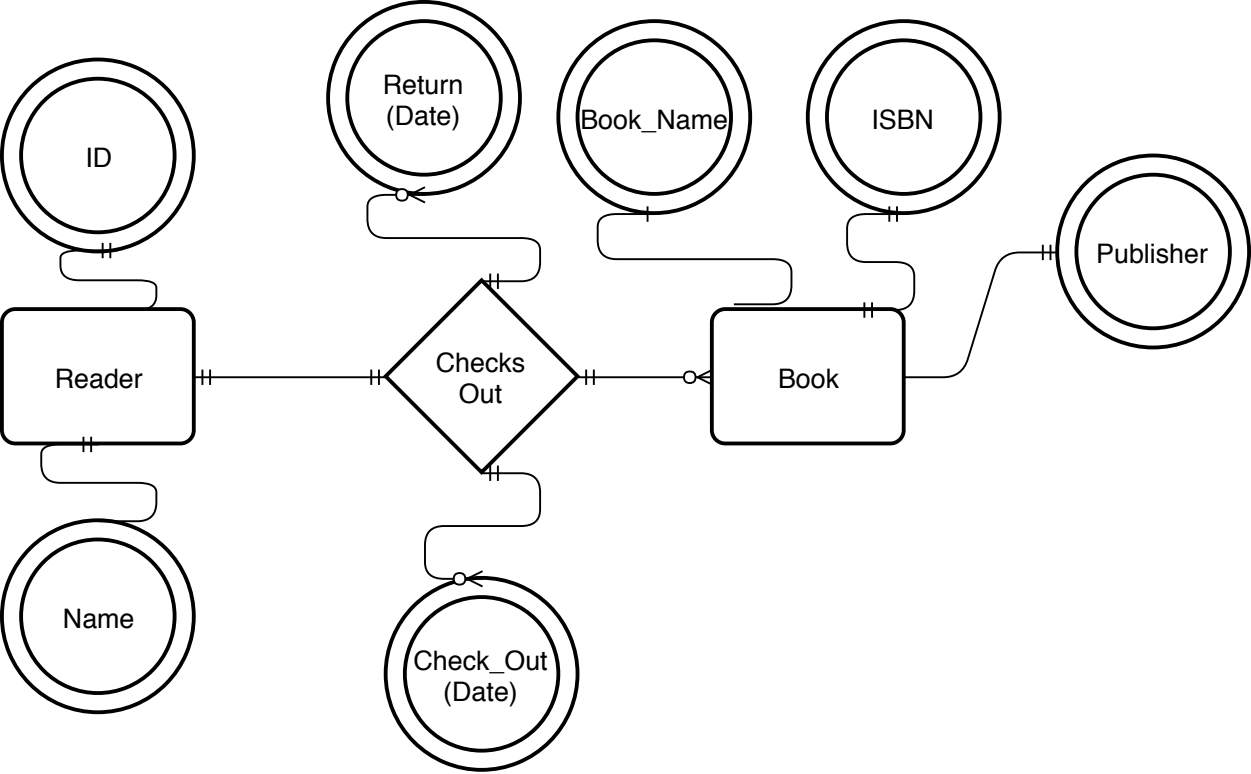 Return
(Date)
Book_Name
ISBN
ID
Publisher
Reader
Checks
Out
Book
Name
Check_Out
(Date)